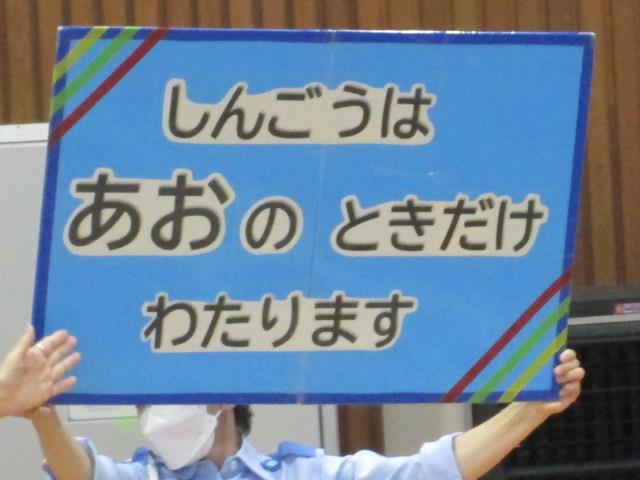 しんごうは
あおの ときだけ
わたります